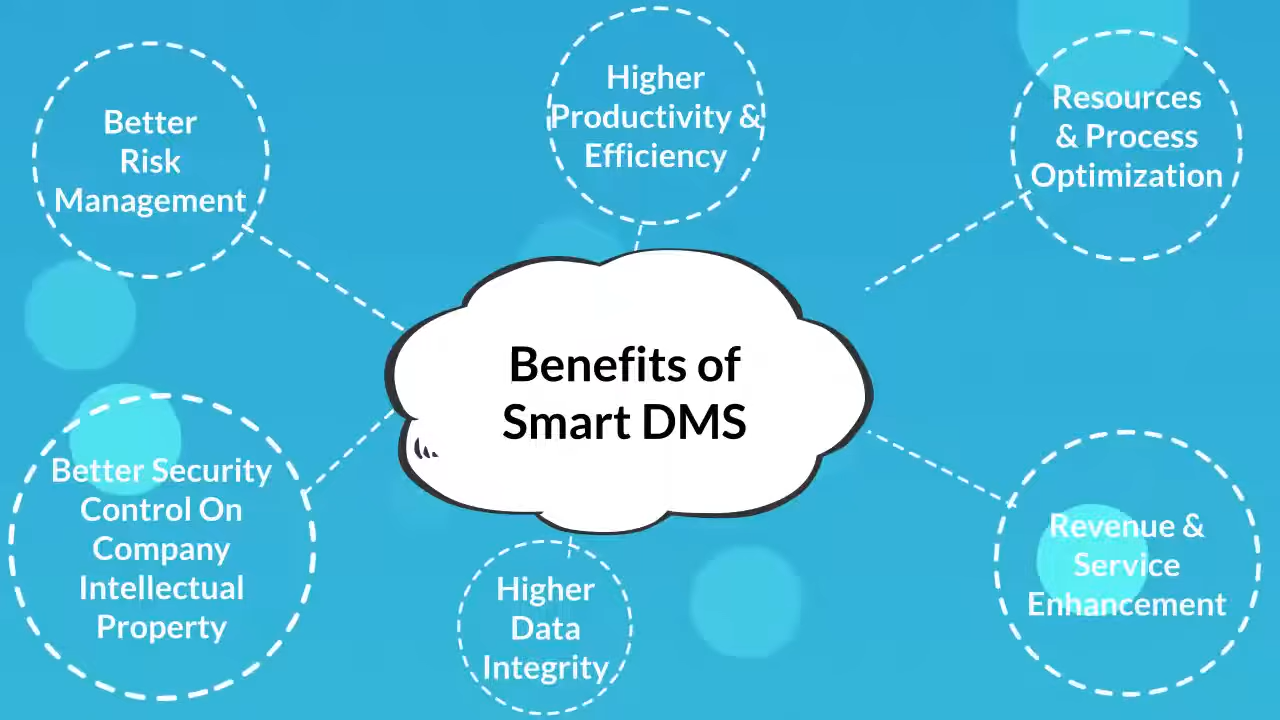 Better
Risk
Management
Higher
Productivity &
Efficiency
Resources
& Process
Optimization
Benefits of
Smart DMS
Better Security
Control On
Company
Intellectual
Property
Higher
Data
Integrity
Revenue &
Service
Enhancement